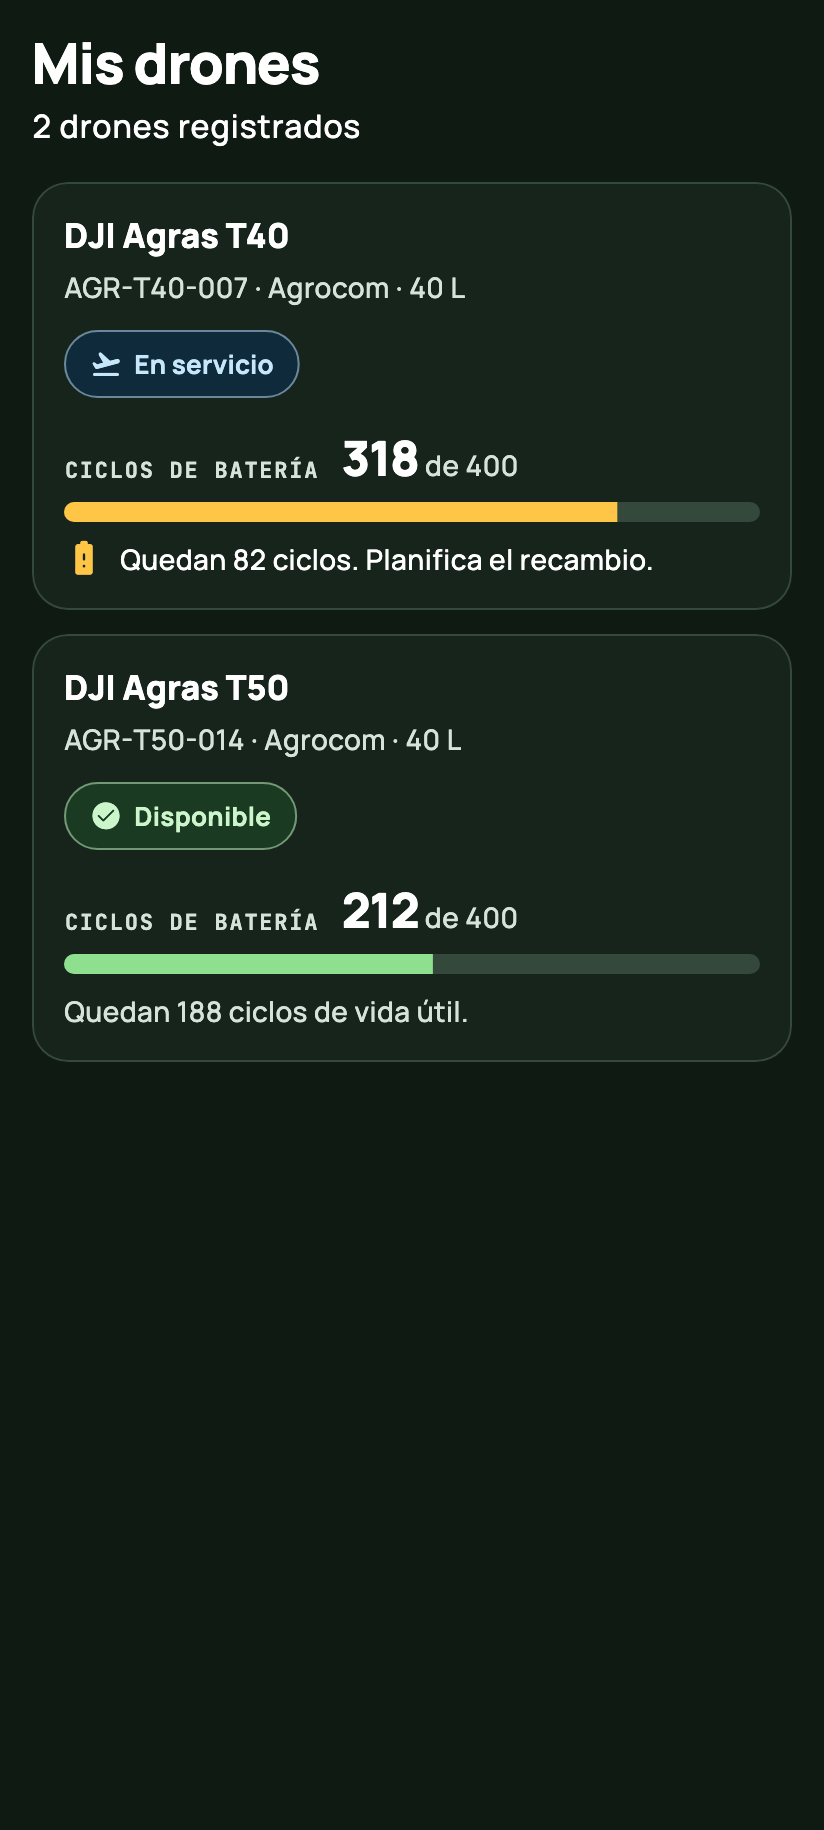 Mis drones
2 drones registrados
DJI Agras T40
AGR-T40-007 · Agrocom · 40 L
En servicio
CICLOS DE BATERÍA 318 de 400
Quedan 82 ciclos. Planifica el recambio.
DJI Agras T50
AGR-T50-014 · Agrocom · 40 L
Disponible
CICLOS DE BATERÍA 212 de 400
Quedan 188 ciclos de vida útil.